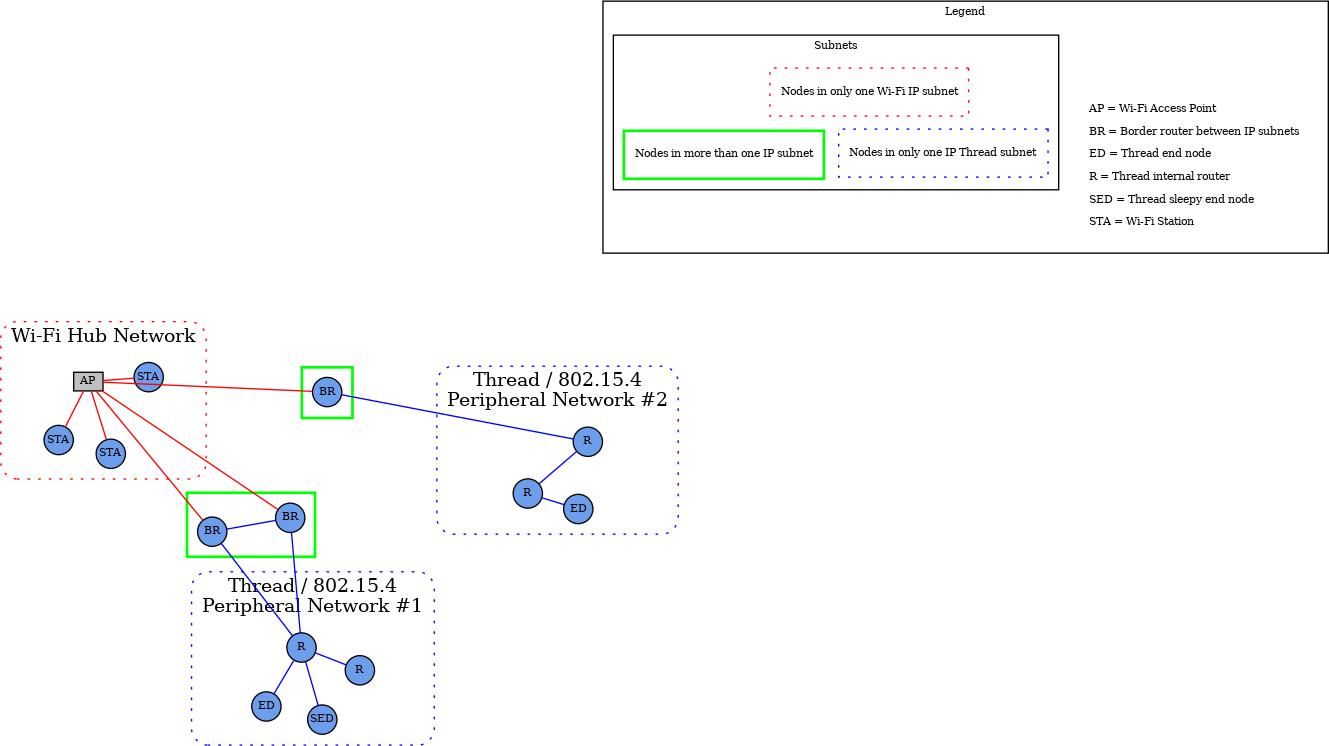 Legend
Subnets
Nodes in only one Wi-Fi IP subnet
Nodes in more than one IP subnet
Nodes in only one IP Thread subnet
AP = Wi-Fi Access Point
BR = Border router between IP subnets
ED = Thread end node
R = Thread internal router
SED = Thread sleepy end node
STA = Wi-Fi Station
Wi-Fi Hub Network
AP
STA
STA
STA
BR
Thread / 802.15.4
Peripheral Network #2
R
R
ED
BR
BR
Thread / 802.15.4
Peripheral Network #1
R
R
ED
SED